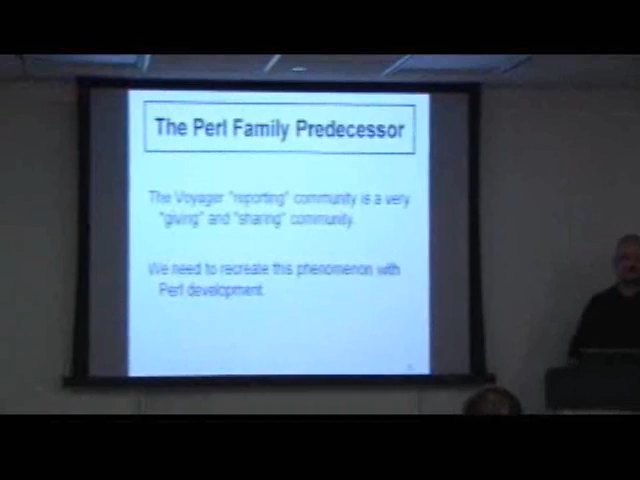 The Perl Family Predecessor
The Voyager "reporting" community is a very
"giving" and "sharing" community.
We need to recreate this phenomenon with
Perl development